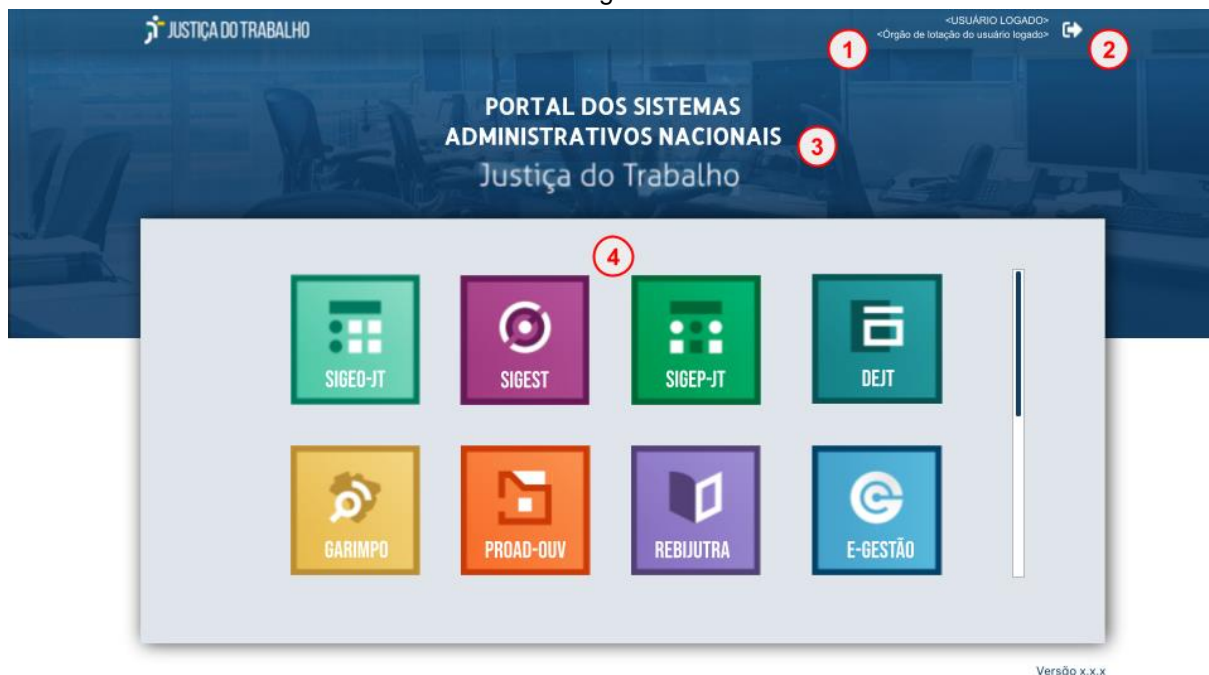 JUSTIÇA DO TRABALHO
<USUÁRIO LOGADO>
<Órgão de lotação do usuário logado>
1
2
PORTAL DOS SISTEMAS
ADMINISTRATIVOS NACIONAIS
3
Justiça do Trabalho
4
SIGEO-JT
SIGEST
SIGEP-JT
DEJT
GARIMPO
PROAD-OUV
REBIJUTRA
E-GESTÃO
Versão x.x.x